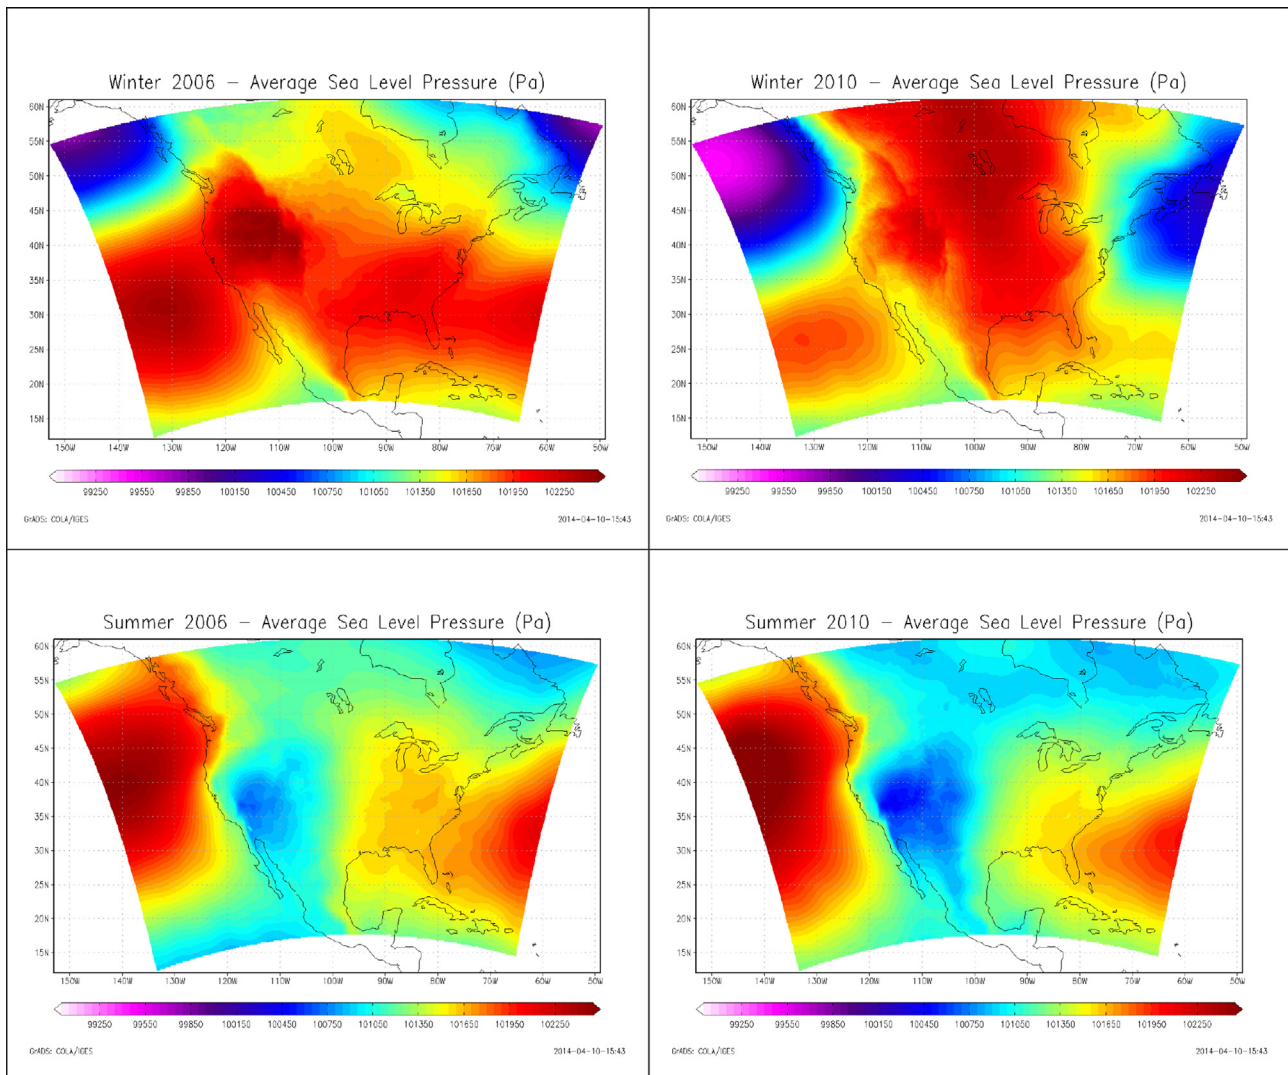 Winter 2006 – Average Sea Level Pressure (Pa)
60N
55N
50N
45N
40N
35N
30N
25N
20N
15N
150W 140W 130W 120W 110W 100W 90W 80W 70W 60W 50W
99250 99550 99850 100150 100450 100750 101050 101350 101650 101950 102250
GrADS: COLA/IGES 2014-04-10-15:43
Winter 2010 – Average Sea Level Pressure (Pa)
60N
55N
50N
45N
40N
35N
30N
25N
20N
15N
150W 140W 130W 120W 110W 100W 90W 80W 70W 60W 50W
99250 99550 99850 100150 100450 100750 101050 101350 101650 101950 102250
GrADS: COLA/IGES 2014-04-10-15:43
Summer 2006 – Average Sea Level Pressure (Pa)
60N
55N
50N
45N
40N
35N
30N
25N
20N
15N
150W 140W 130W 120W 110W 100W 90W 80W 70W 60W 50W
99250 99550 99850 100150 100450 100750 101050 101350 101650 101950 102250
GrADS: COLA/IGES 2014-04-10-15:43
Summer 2010 – Average Sea Level Pressure (Pa)
60N
55N
50N
45N
40N
35N
30N
25N
20N
15N
150W 140W 130W 120W 110W 100W 90W 80W 70W 60W 50W
99250 99550 99850 100150 100450 100750 101050 101350 101650 101950 102250
GrADS: COLA/IGES 2014-04-10-15:43